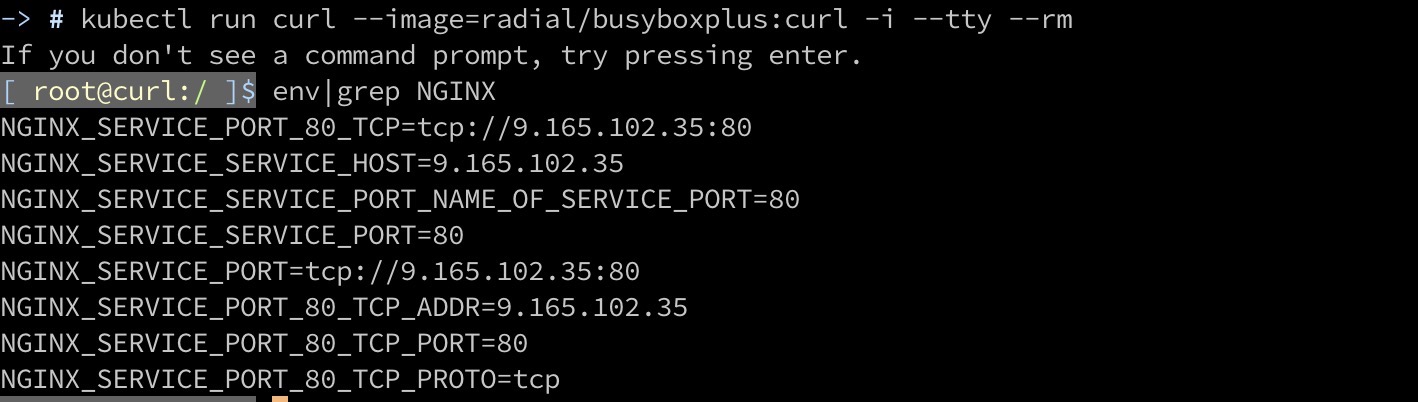 -> # kubectl run curl --image=radial/busyboxplus:curl -i --tty --rm
If you don't see a command prompt, try pressing enter.
[ root@curl:/ ]$ env|grep NGINX
NGINX_SERVICE_PORT_80_TCP=tcp://9.165.102.35:80
NGINX_SERVICE_SERVICE_HOST=9.165.102.35
NGINX_SERVICE_SERVICE_PORT_NAME_OF_SERVICE_PORT=80
NGINX_SERVICE_SERVICE_PORT=80
NGINX_SERVICE_PORT=tcp://9.165.102.35:80
NGINX_SERVICE_PORT_80_TCP_ADDR=9.165.102.35
NGINX_SERVICE_PORT_80_TCP_PORT=80
NGINX_SERVICE_PORT_80_TCP_PROTO=tcp